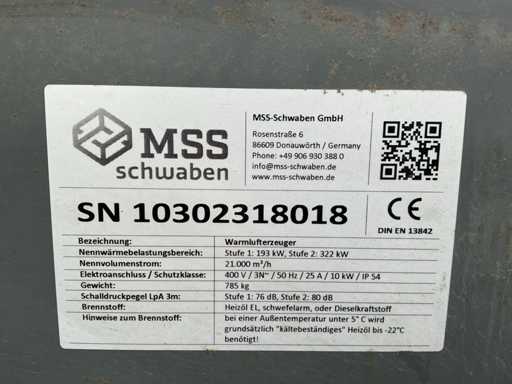 MSS
schwaben
MSS-Schwaben GmbH
Rosenstraße 6
86609 Donauwörth / Germany
Phone: +49 906 930 388 0
info@mss-schwaben.de
www.mss-schwaben.de
SN 10302318018
CE
DIN EN 13842
Bezeichnung: Warmlufterzeuger
Nennwärmebelastungsbereich: Stufe 1: 193 kW, Stufe 2: 322 kW
Nennvolumenstrom: 21.000 m³/h
Elektroanschluss / Schutzklasse: 400 V / 3N~ / 50 Hz / 25 A / 10 kW / IP 54
Gewicht: 785 kg
Schalldruckpegel LpA 3m: Stufe 1: 76 dB, Stufe 2: 80 dB
Brennstoff: Heizöl EL, schwefelarm, oder Dieselkraftstoff
Hinweise zum Brennstoff: bei einer Außentemperatur unter 5° C wird
grundsätzlich "kältebeständiges" Heizöl bis -22°C
benötigt!